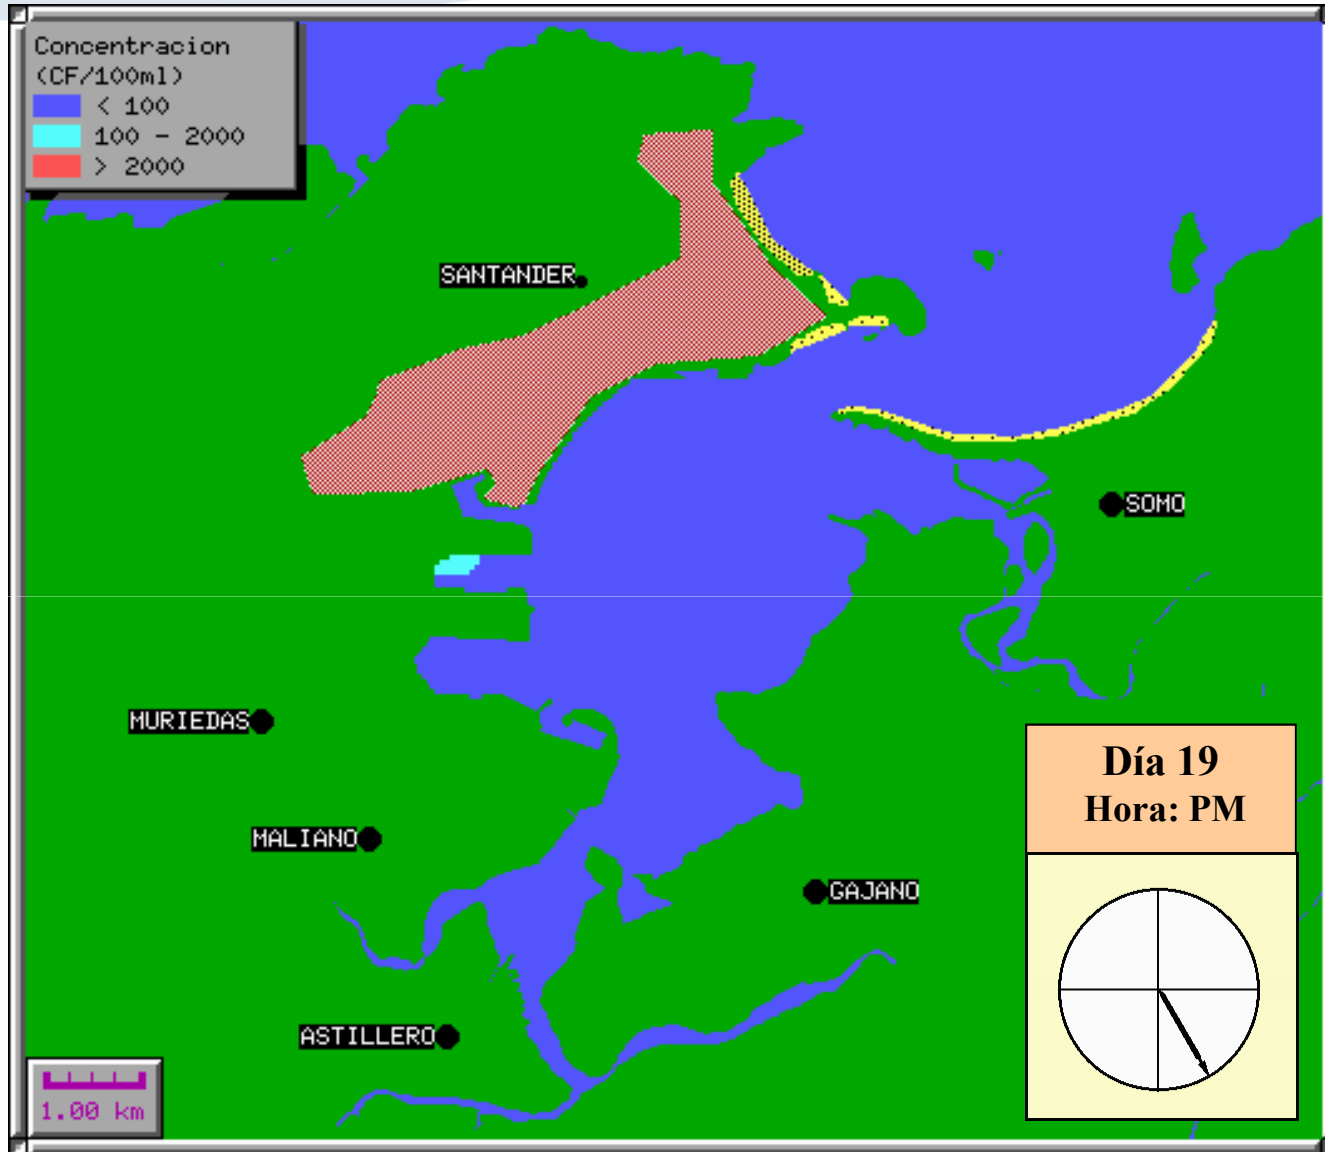 Concentracion
(CF/100ml)
< 100
100 - 2000
> 2000
SANTANDER
SOMO
MURIEDAS
Día 19
Hora: PM
MALIANO
GAJANO
ASTILLERO
1.00 km